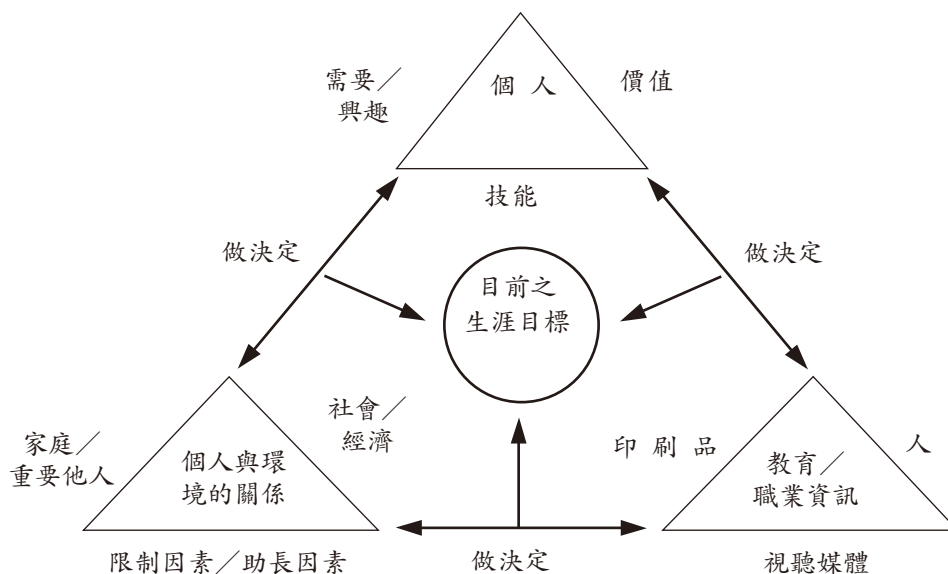 需要／
興趣
個人
價值
技能
做決定
做決定
目前之
生涯目標
家庭／
重要他人
個人與環
境的關係
社會／
經濟
印刷品
教育／
職業資訊
人
限制因素／助長因素
做決定
視聽媒體